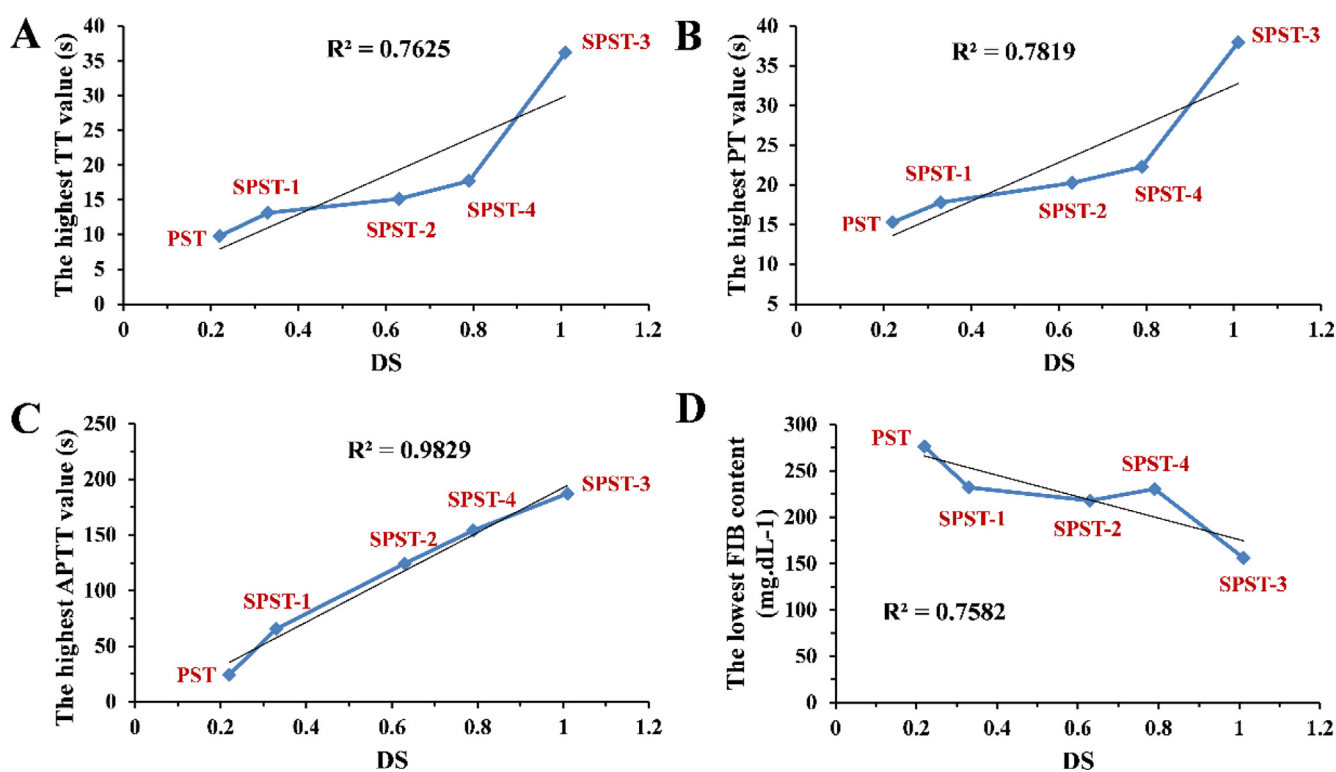 A
The highest TT value (s)
40
35
30
25
20
15
10
5
0
R² = 0.7625
PST
SPST-1
SPST-2
SPST-4
SPST-3
0 0.2 0.4 0.6 0.8 1 1.2
DS
B
The highest PT value (s)
40
35
30
25
20
15
10
5
R² = 0.7819
PST
SPST-1
SPST-2
SPST-4
SPST-3
0 0.2 0.4 0.6 0.8 1 1.2
DS
C
The highest APTT value (s)
250
200
150
100
50
0
R² = 0.9829
PST
SPST-1
SPST-2
SPST-4
SPST-3
0 0.2 0.4 0.6 0.8 1 1.2
DS
D
The lowest FIB content
(mg.dL-1)
300
250
200
150
100
50
0
R² = 0.7582
PST
SPST-1
SPST-2
SPST-4
SPST-3
0 0.2 0.4 0.6 0.8 1 1.2
DS